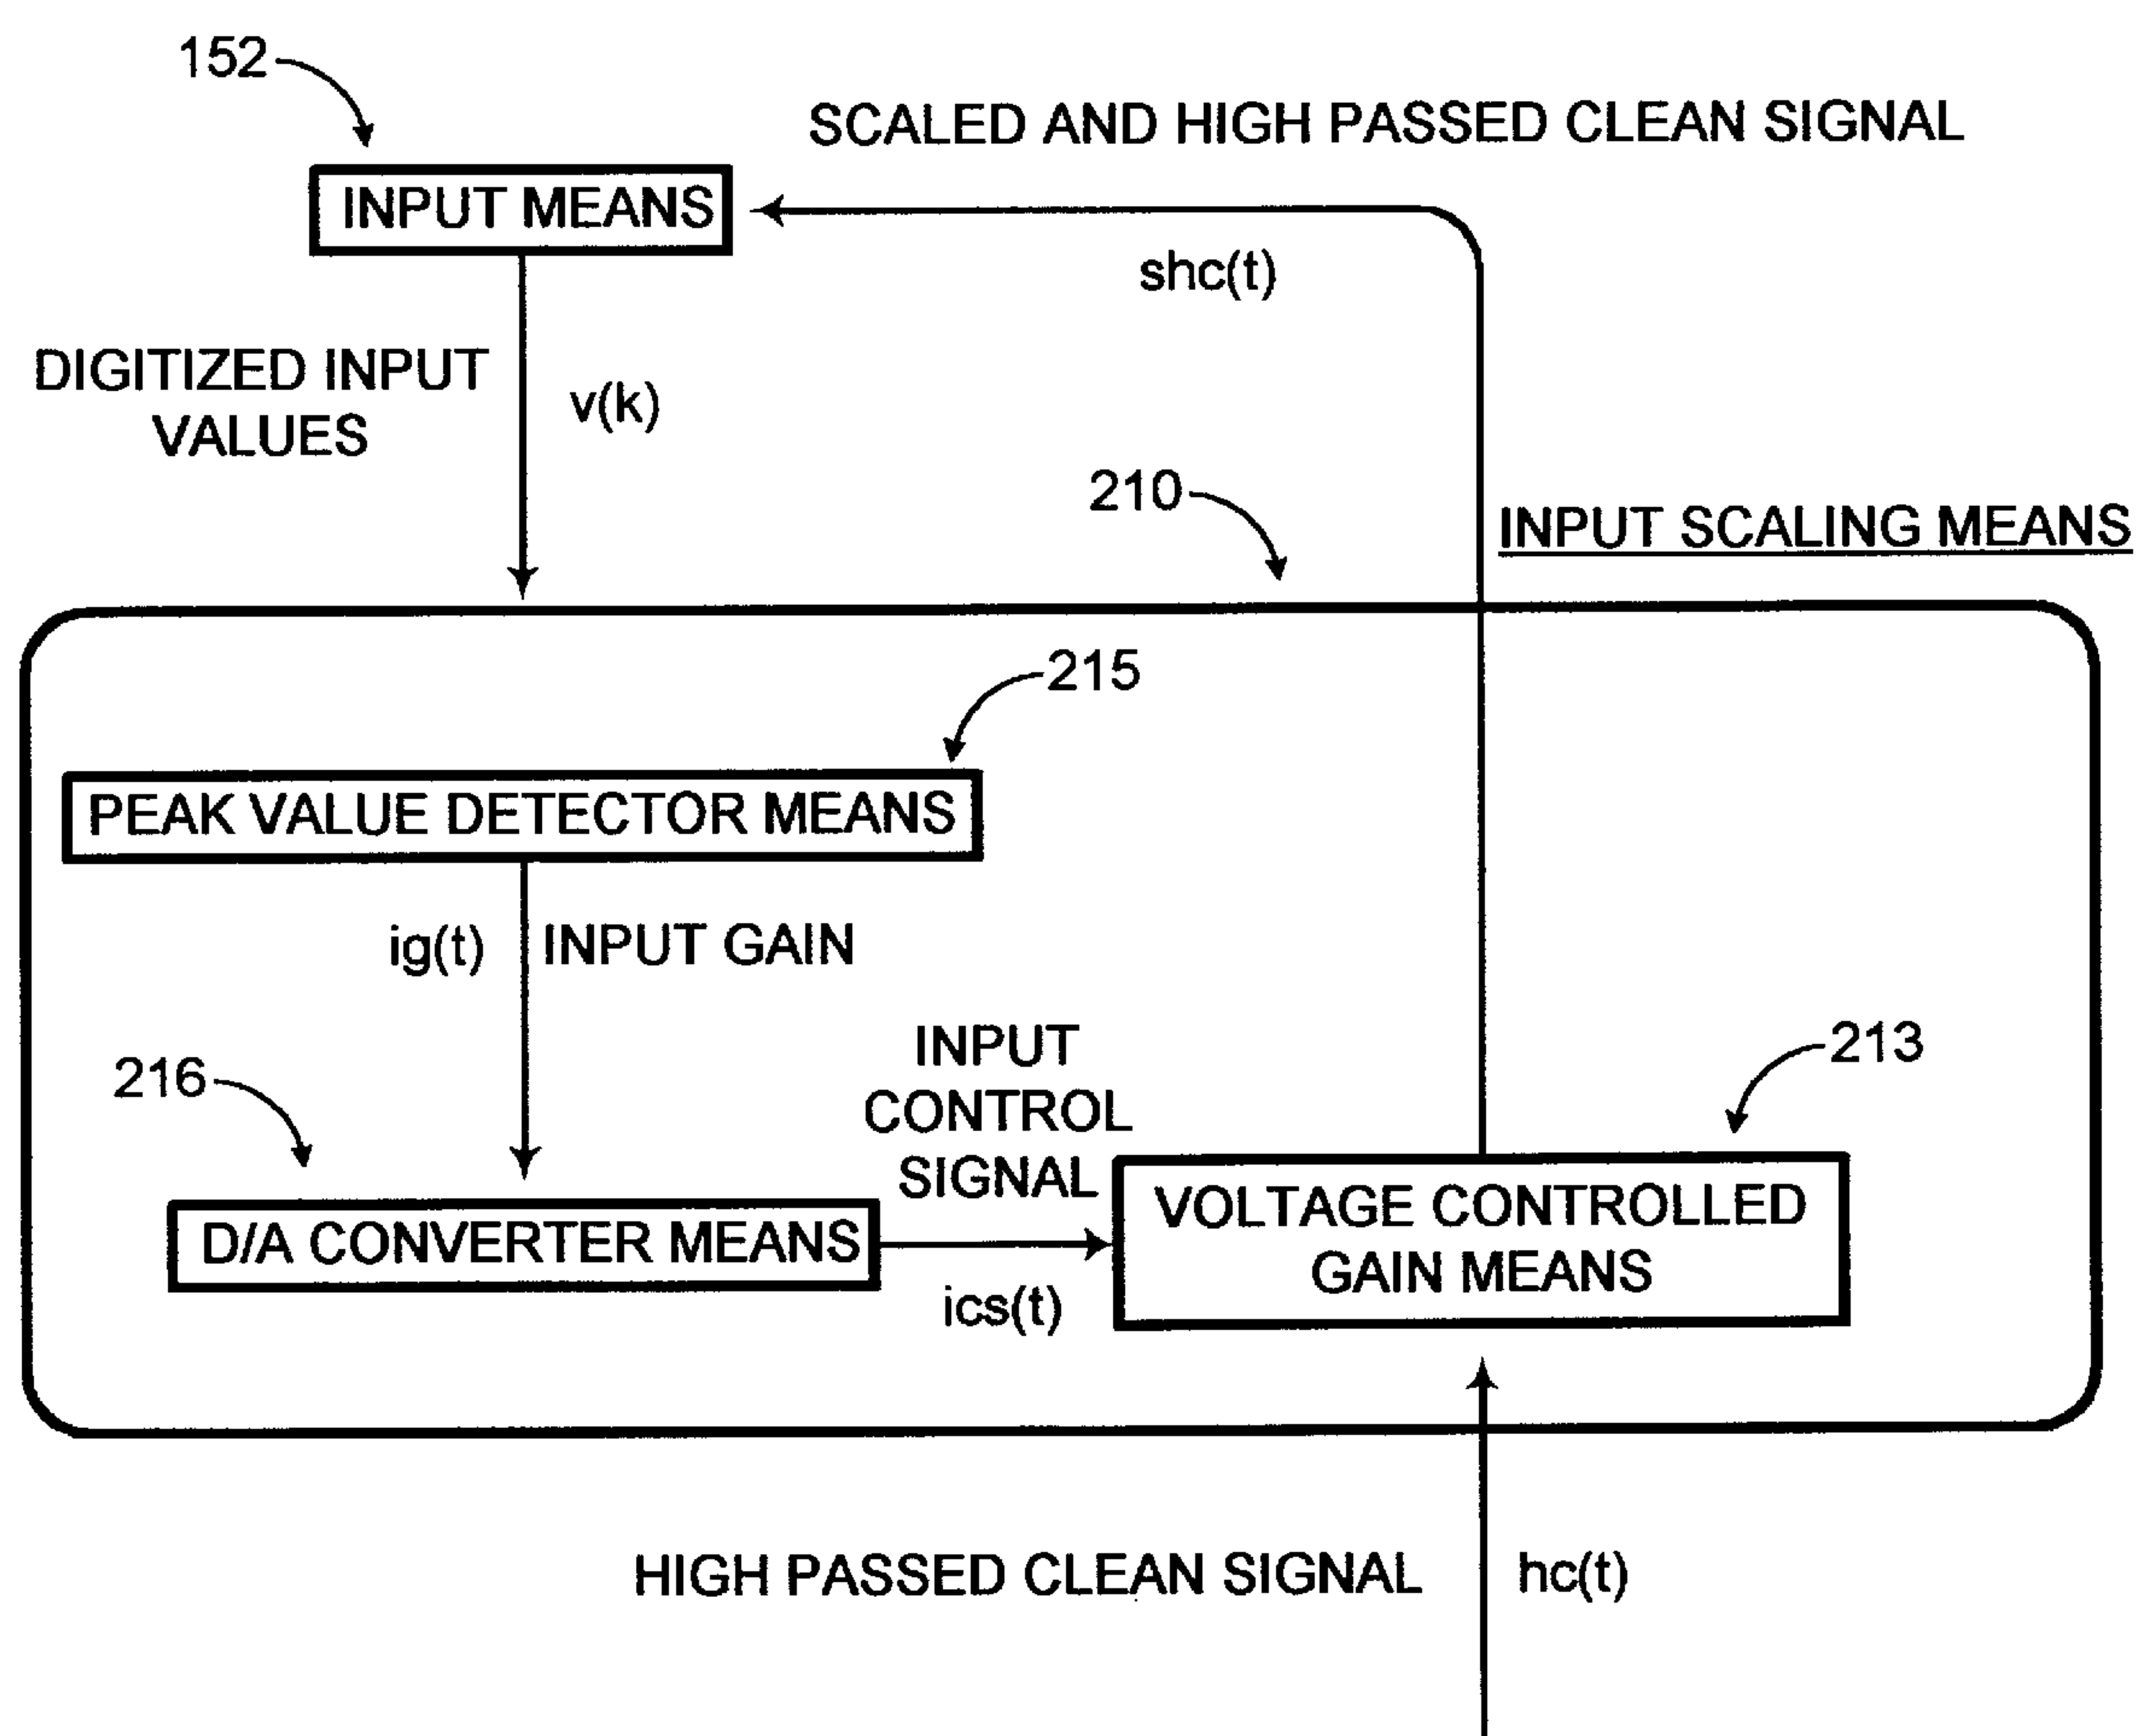 152
SCALED AND HIGH PASSED CLEAN SIGNAL
INPUT MEANS
shc(t)
DIGITIZED INPUT
VALUES
v(k)
210
INPUT SCALING MEANS
215
PEAK VALUE DETECTOR MEANS
ig(t)
INPUT GAIN
216
INPUT
CONTROL
SIGNAL
213
D/A CONVERTER MEANS
ics(t)
VOLTAGE CONTROLLED
GAIN MEANS
HIGH PASSED CLEAN SIGNAL
hc(t)